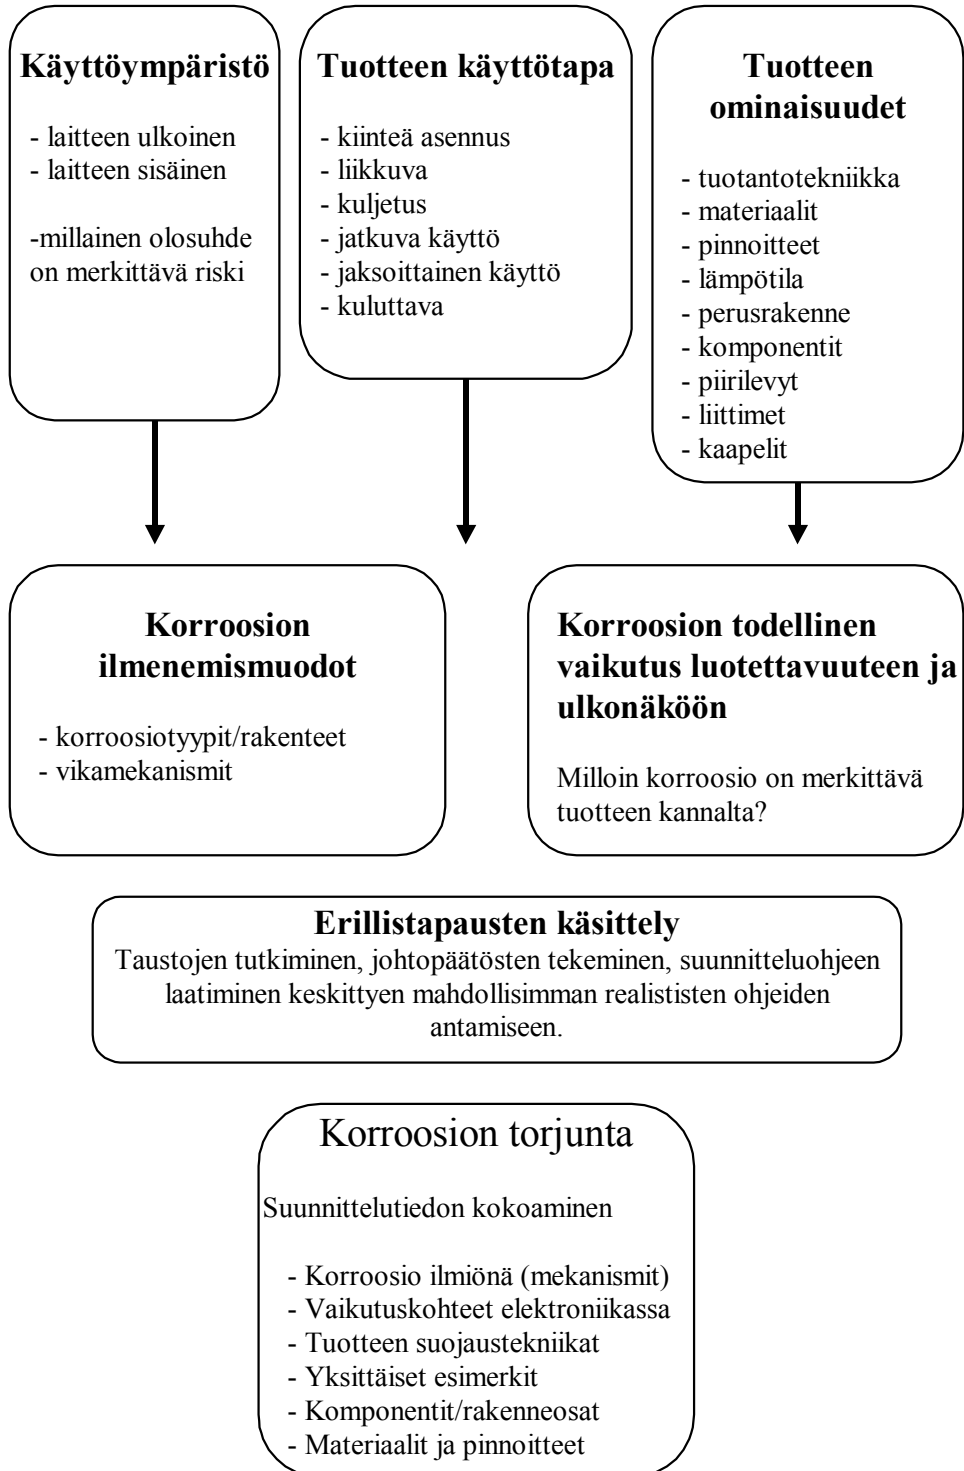 Käyttöympäristö
- laitteen ulkoinen
- laitteen sisäinen
-millainen olosuhde
on merkittävä riski
Tuotteen käyttötapa
- kiinteä asennus
- liikkuva
- kuljetus
- jatkuva käyttö
- jaksoittainen käyttö
- kuluttava
Tuotteen
ominaisuudet
- tuotantotekniikka
- materiaalit
- pinnoitteet
- lämpötila
- perusrakenne
- komponentit
- piirilevyt
- liittimet
- kaapelit
Korroosion
ilmenemismuodot
- korroosiotyypit/rakenteet
- vikamekanismit
Korroosion todellinen
vaikutus luotettavuuteen ja
ulkonäköön
Milloin korroosio on merkittävä
tuotteen kannalta?
Erillistapausten käsittely
Taustojen tutkiminen, johtopäätösten tekeminen, suunnitteluohjeen
laatiminen keskittyen mahdollisimman realististen ohjeiden
antamiseen.
Korroosion torjunta
Suunnittelutiedon kokoaminen
- Korroosio ilmiönä (mekanismit)
- Vaikutuskohteet elektroniikassa
- Tuotteen suojaustekniikat
- Yksittäiset esimerkit
- Komponentit/rakenneosat
- Materiaalit ja pinnoitteet